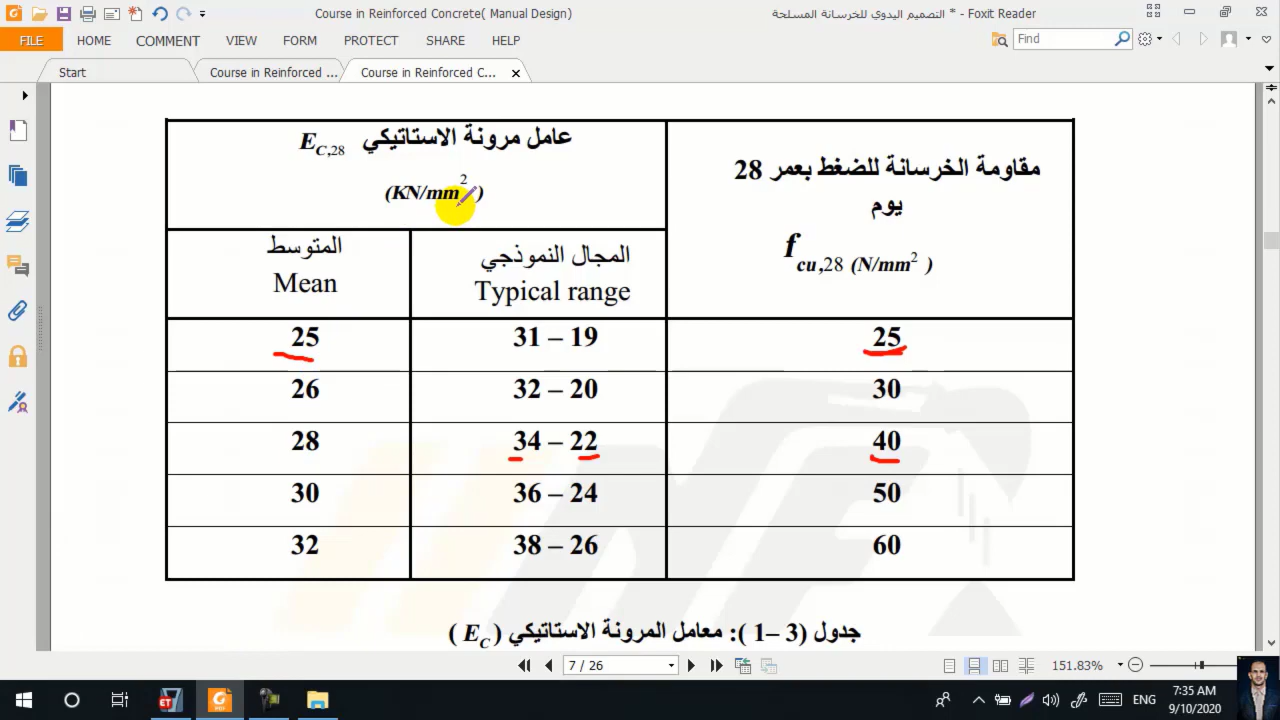 Course in Reinforced Concrete( Manual Design)
التصميم اليدوي للخرسانة المسلحة * - Foxit Reader
FILE HOME COMMENT VIEW FORM PROTECT SHARE HELP
Find
Start
Course in Reinforced ...
Course in Reinforced C...
عامل مرونة الاستاتيكي E C,28
(KN/mm²)
مقاومة الخرسانة للضغط بعمر 28
يوم
f cu,28 (N/mm²)
المتوسط
Mean
المجال النموذجي
Typical range
25 31 – 19 25
26 32 – 20 30
28 34 – 22 40
30 36 – 24 50
32 38 – 26 60
جدول (3 –1 ): معامل المرونة الاستاتيكي (E C)
7 / 26
151.83%
ET
PDF
ENG
7:35 AM
9/10/2020